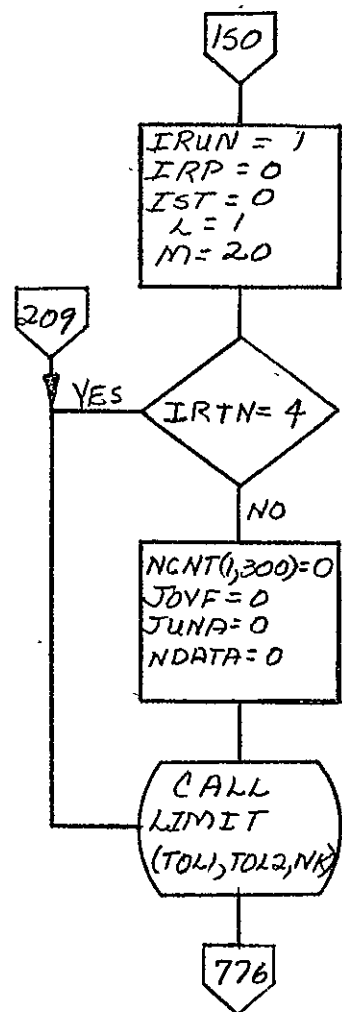 150
IRUN = 1
IRP = 0
IST = 0
L = 1
M = 20
209
YES
IRTN = 4
NO
NCNT(1,300)=0
JOVF=0
JUNA=0
NDATA=0
CALL
LIMIT
(TOL1,TOL2,NK)
776